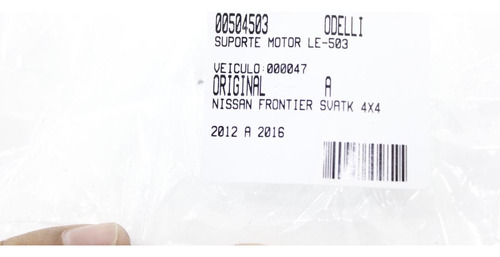 00504503 ODELLI
SUPORTE MOTOR LE-503
VEICULO:000047
ORIGINAL A
NISSAN FRONTIER SVATK 4X4
2012 A 2016